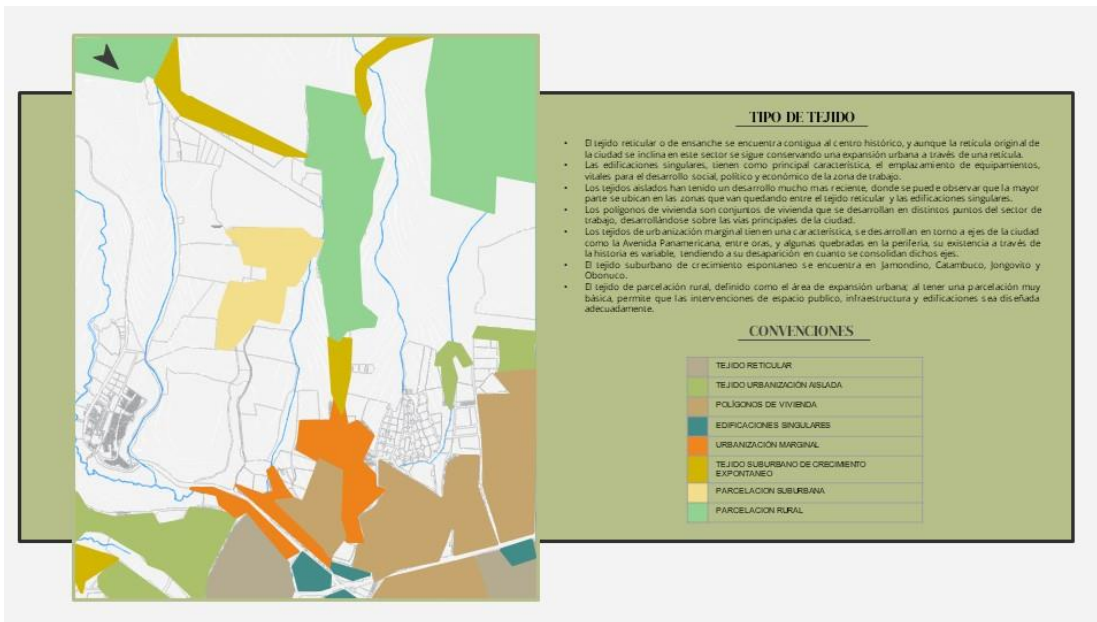 TIPO DE TEJIDO
• El tejido reticular o de ensanche se encuentra contigua al centro histórico, y aunque la retícula original de
la ciudad se inclina en este sector se sigue conservando una expansión urbana a través de una retícula.
• Las edificaciones singulares, tienen como principal característica, el emplazamiento de equipamientos,
vitales para el desarrollo social, político y económico de la zona de trabajo.
• Los tejidos aislados han tenido un desarrollo mucho mas reciente, donde se puede observar que la mayor
parte se ubican en las zonas que van quedando entre el tejido reticular y las edificaciones singulares.
• Los polígonos de vivienda son conjuntos de vivienda que se desarrollan en distintos puntos del sector de
trabajo, desarrollándose sobre las vías principales de la ciudad.
• Los tejidos de urbanización marginal tienen una característica, se desarrollan en torno a ejes de la ciudad
como la Avenida Panamericana, entre oras, y algunas quebradas en la periferia, su existencia a través de
la historia es variable, tendiendo a su desaparición en cuanto se consolidan dichos ejes.
• El tejido suburbano de crecimiento espontaneo se encuentra en Jamondino, Catambuco, Jongovito y
Obonuco.
• El tejido de parcelación rural, definido como el área de expansión urbana; al tener una parcelación muy
básica, permite que las intervenciones de espacio publico, infraestructura y edificaciones sea diseñada
adecuadamente.
CONVENCIONES
TEJIDO RETICULAR
TEJIDO URBANIZACIÓN AISLADA
POLÍGONOS DE VIVIENDA
EDIFICACIONES SINGULARES
URBANIZACIÓN MARGINAL
TEJIDO SUBURBANO DE CRECIMIENTO
EXPONTANEO
PARCELACION SUBURBANA
PARCELACION RURAL